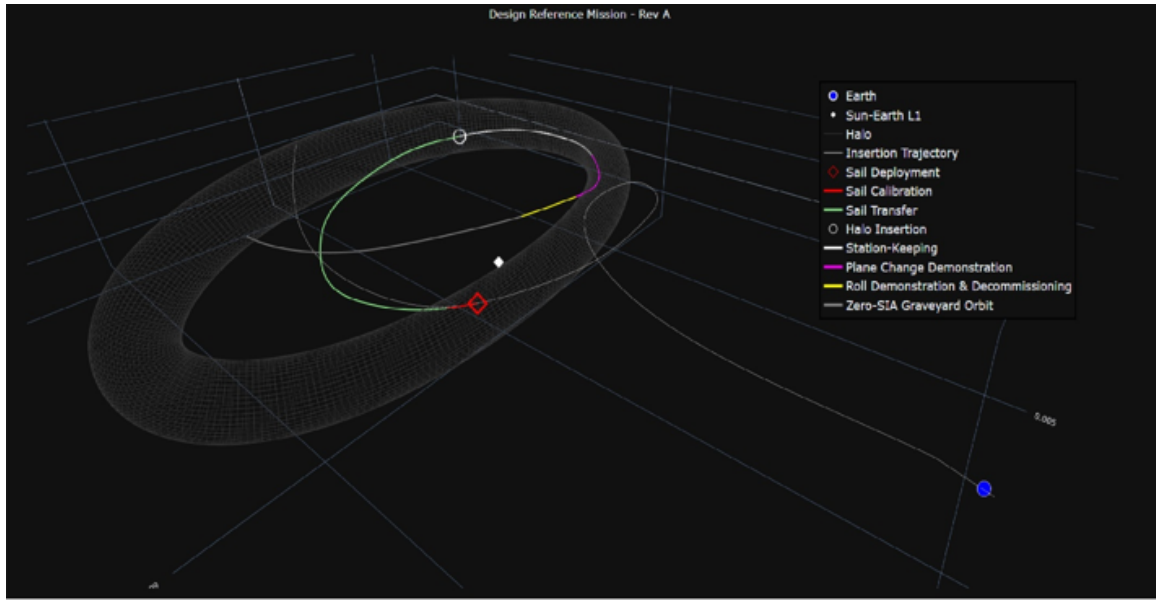 Design Reference Mission - Rev A
Earth
Sun-Earth L1
Halo
Insertion Trajectory
Sail Deployment
Sail Calibration
Sail Transfer
Halo Insertion
Station-Keeping
Plane Change Demonstration
Roll Demonstration & Decommissioning
Zero-SIA Graveyard Orbit
0.005